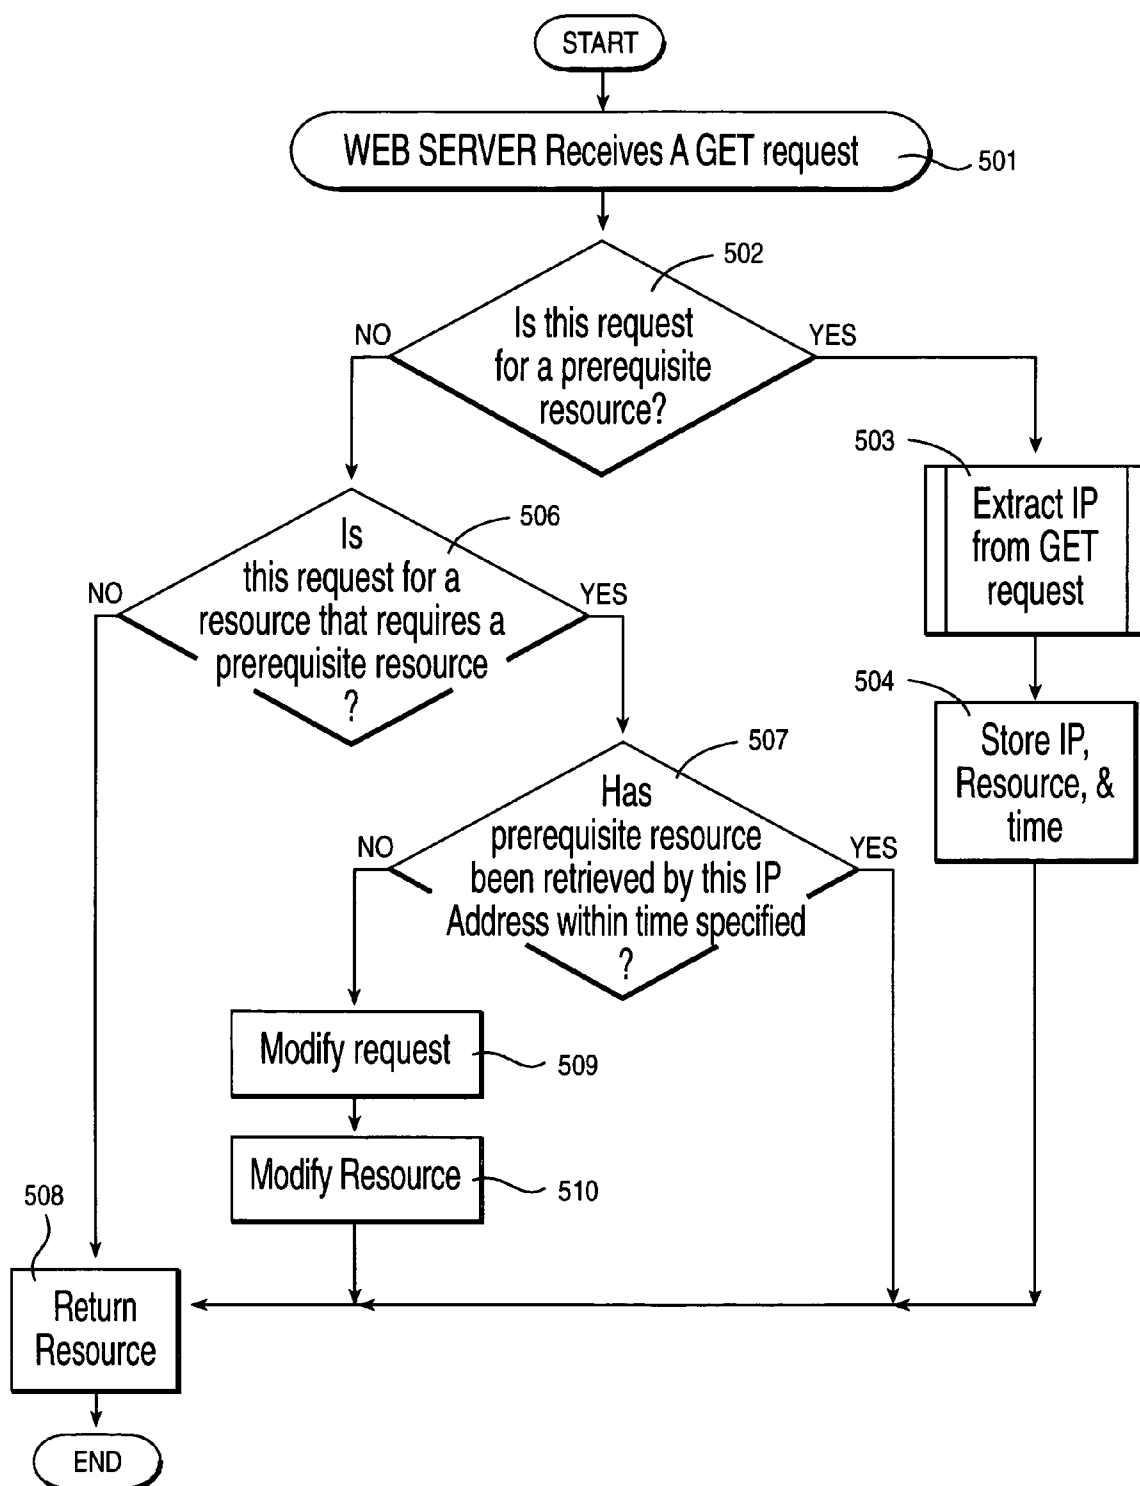 START
WEB SERVER Receives A GET request
501
502
Is this request
for a prerequisite
resource?
NO
YES
503
Extract IP
from GET
request
506
Is
this request for a
resource that requires a
prerequisite resource
?
NO
YES
504
Store IP,
Resource, &
time
507
Has
prerequisite resource
been retrieved by this IP
Address within time specified
?
NO
YES
Modify request
509
Modify Resource
510
508
Return
Resource
END